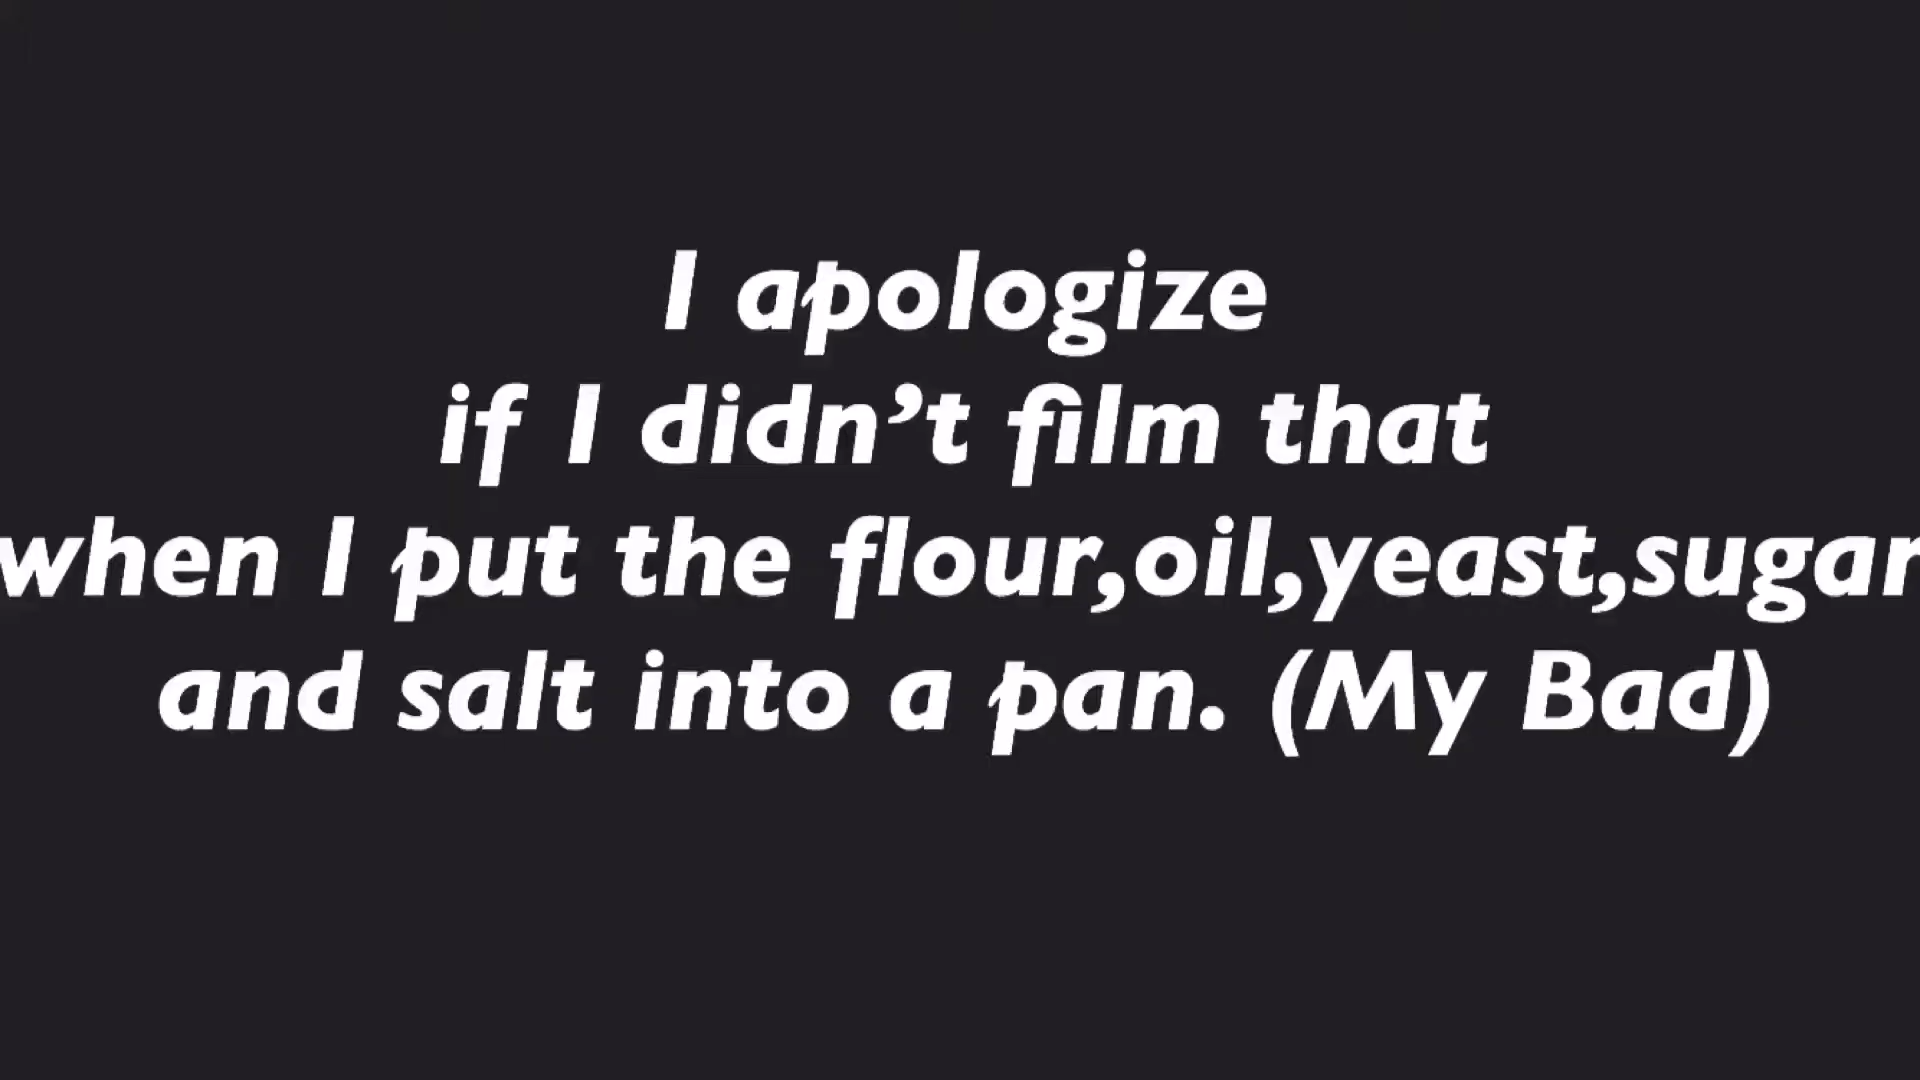 I apologize
if I didn’t film that
when I put the flour,oil,yeast,sugar
and salt into a pan. (My Bad)